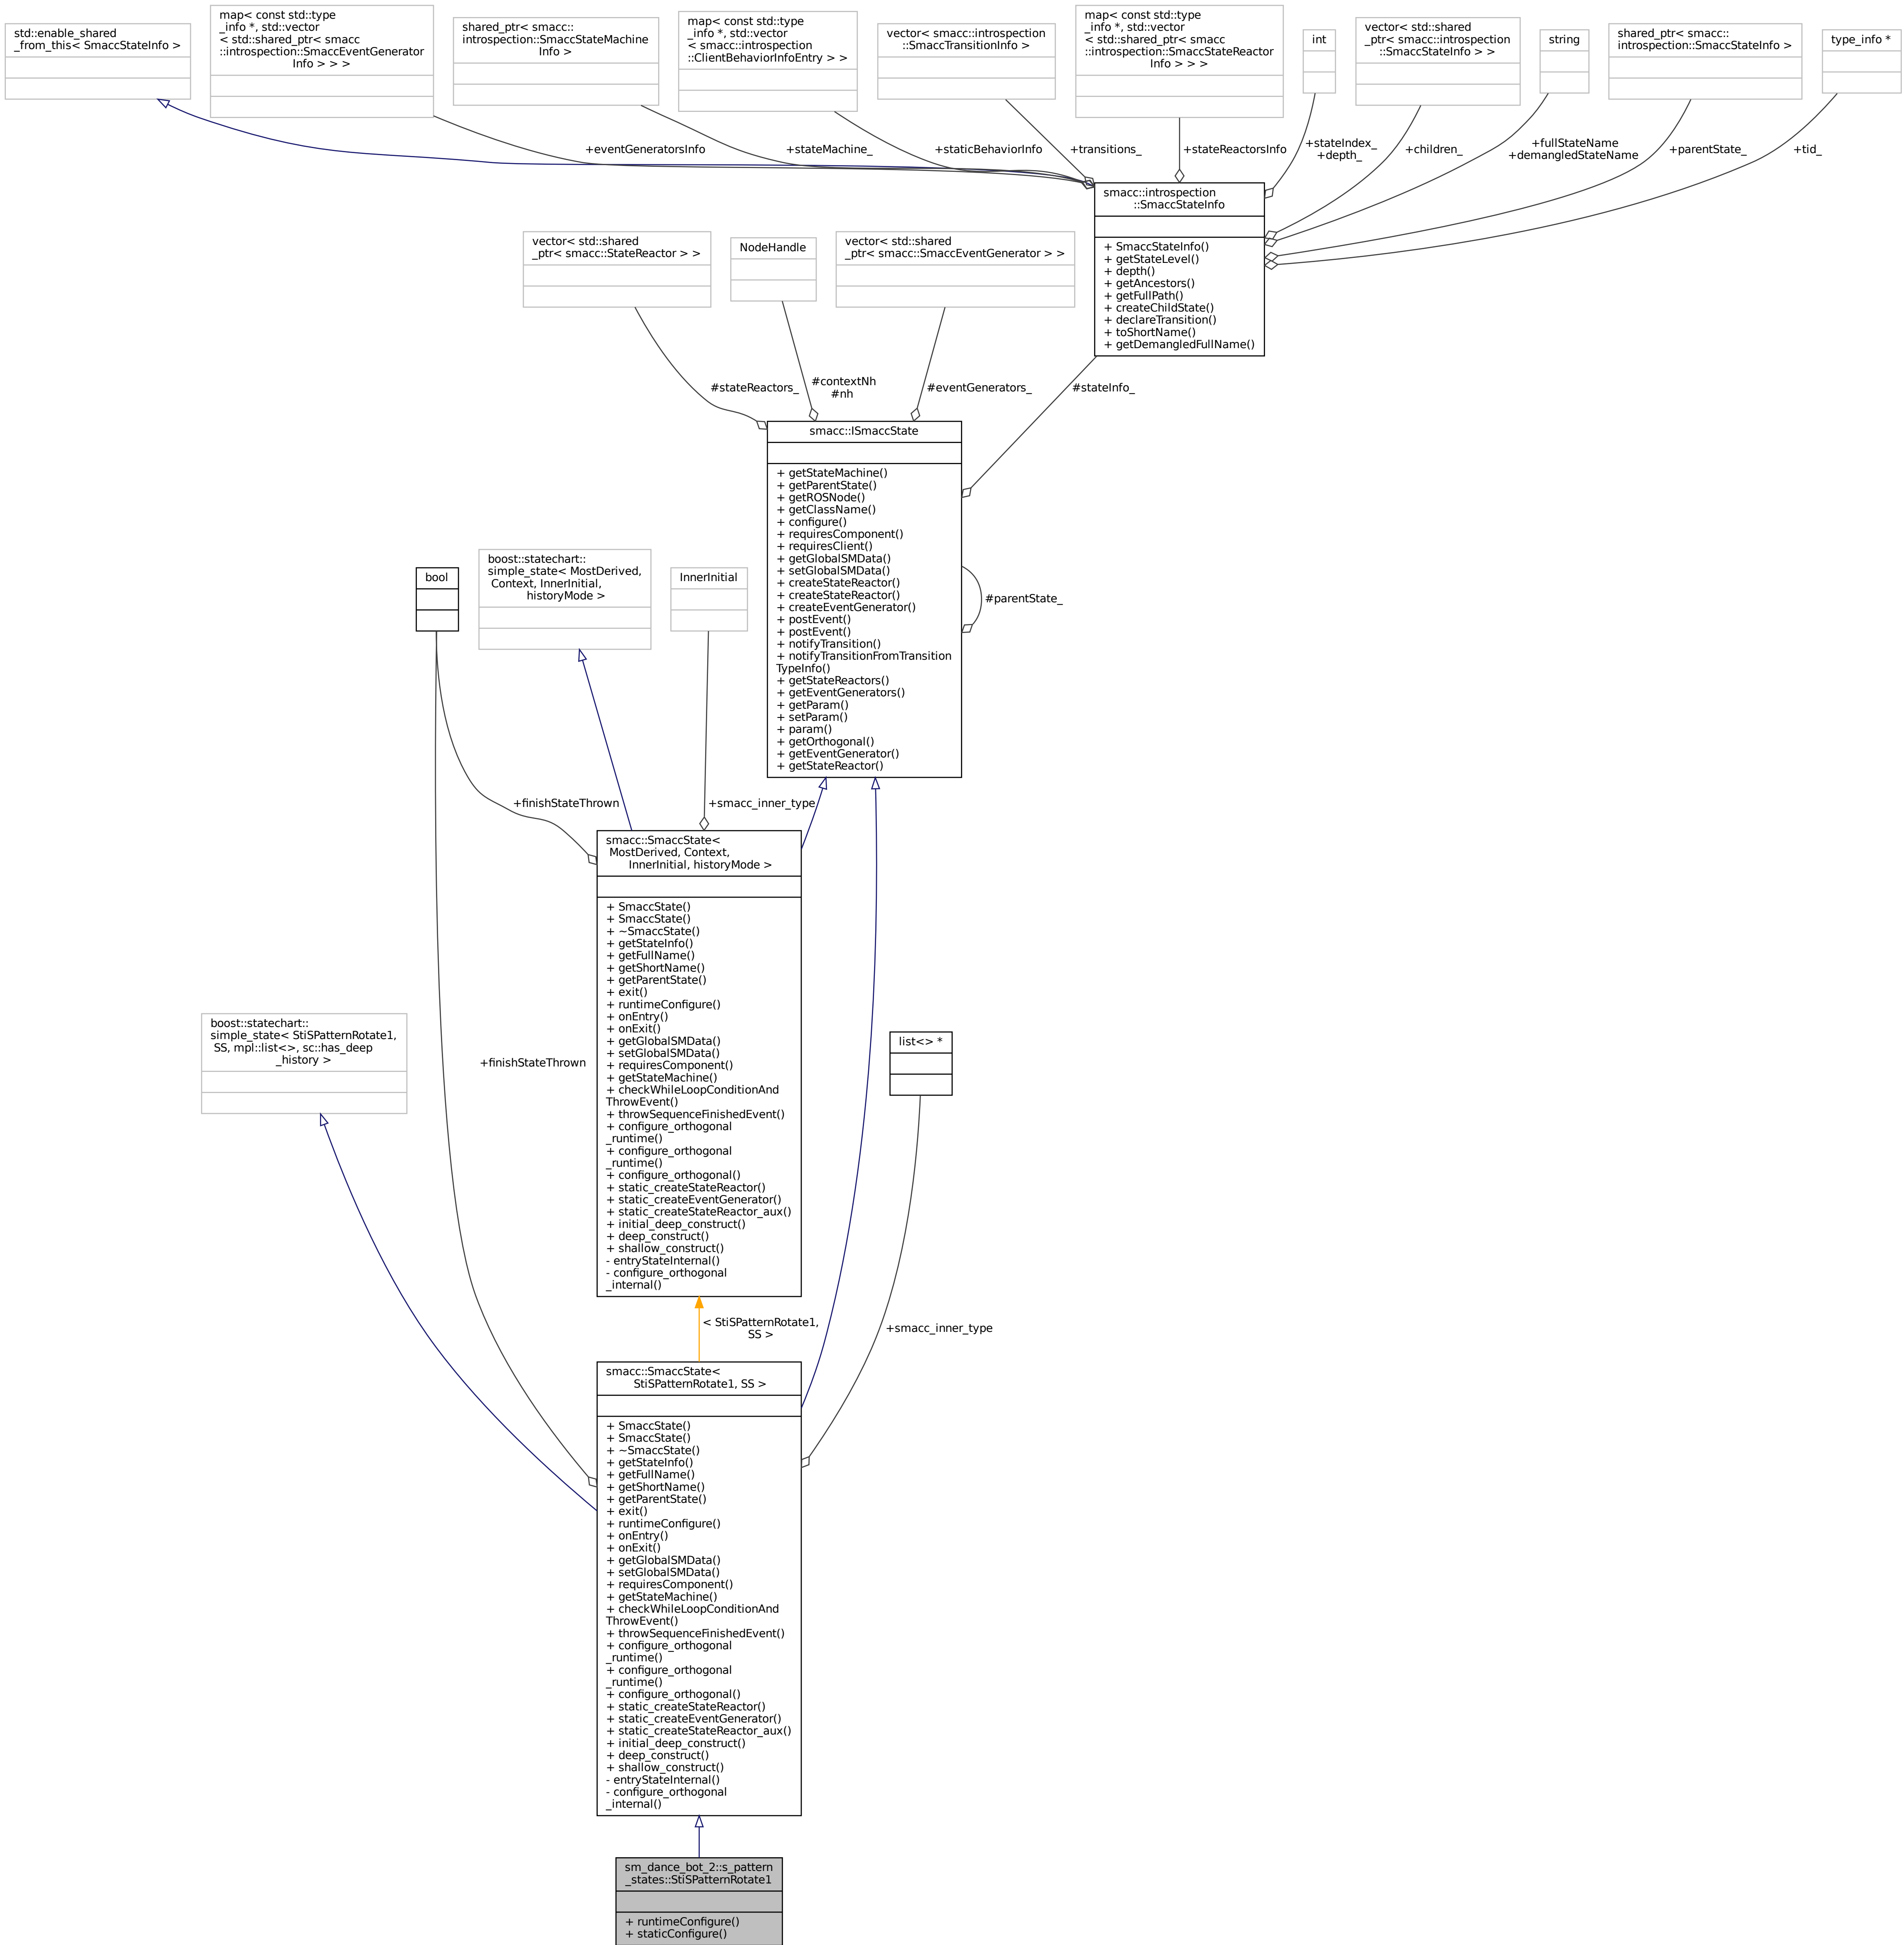 std::enable_shared
_from_this< SmaccStateInfo >
map< const std::type
_info *, std::vector
< std::shared_ptr< smacc
::introspection::SmaccEventGenerator
Info > > >
shared_ptr< smacc::
introspection::SmaccStateMachine
Info >
map< const std::type
_info *, std::vector
< smacc::introspection
::ClientBehaviorInfoEntry > >
vector< smacc::introspection
::SmaccTransitionInfo >
map< const std::type
_info *, std::vector
< std::shared_ptr< smacc
::introspection::SmaccStateReactor
Info > > >
int
vector< std::shared
_ptr< smacc::introspection
::SmaccStateInfo > >
string
shared_ptr< smacc::
introspection::SmaccStateInfo >
type_info *
+eventGeneratorsInfo
+stateMachine_
+staticBehaviorInfo
+transitions_
+stateReactorsInfo
+stateIndex_
+depth_
+children_
+fullStateName
+demangledStateName
+parentState_
+tid_
smacc::introspection
::SmaccStateInfo
+ SmaccStateInfo()
+ getStateLevel()
+ depth()
+ getAncestors()
+ getFullPath()
+ createChildState()
+ declareTransition()
+ toShortName()
+ getDemangledFullName()
vector< std::shared
_ptr< smacc::StateReactor > >
NodeHandle
vector< std::shared
_ptr< smacc::SmaccEventGenerator > >
#stateReactors_
#contextNh
#nh
#eventGenerators_
#stateInfo_
smacc::ISmaccState
+ getStateMachine()
+ getParentState()
+ getROSNode()
+ getClassName()
+ configure()
+ requiresComponent()
+ requiresClient()
+ getGlobalSMData()
+ setGlobalSMData()
+ createStateReactor()
+ createStateReactor()
+ createEventGenerator()
+ postEvent()
+ postEvent()
+ notifyTransition()
+ notifyTransitionFromTransition
TypeInfo()
+ getStateReactors()
+ getEventGenerators()
+ getParam()
+ setParam()
+ param()
+ getOrthogonal()
+ getEventGenerator()
+ getStateReactor()
#parentState_
bool
boost::statechart::
simple_state< MostDerived,
Context, InnerInitial,
historyMode >
InnerInitial
+finishStateThrown
+smacc_inner_type
smacc::SmaccState<
MostDerived, Context,
InnerInitial, historyMode >
+ SmaccState()
+ SmaccState()
+ ~SmaccState()
+ getStateInfo()
+ getFullName()
+ getShortName()
+ getParentState()
+ exit()
+ runtimeConfigure()
+ onEntry()
+ onExit()
+ getGlobalSMData()
+ setGlobalSMData()
+ requiresComponent()
+ getStateMachine()
+ checkWhileLoopConditionAnd
ThrowEvent()
+ throwSequenceFinishedEvent()
+ configure_orthogonal
_runtime()
+ configure_orthogonal
_runtime()
+ configure_orthogonal()
+ static_createStateReactor()
+ static_createEventGenerator()
+ static_createStateReactor_aux()
+ initial_deep_construct()
+ deep_construct()
+ shallow_construct()
- entryStateInternal()
- configure_orthogonal
_internal()
boost::statechart::
simple_state< StiSPatternRotate1,
SS, mpl::list<>, sc::has_deep
_history >
+finishStateThrown
list<> *
< StiSPatternRotate1,
SS >
+smacc_inner_type
smacc::SmaccState<
StiSPatternRotate1, SS >
+ SmaccState()
+ SmaccState()
+ ~SmaccState()
+ getStateInfo()
+ getFullName()
+ getShortName()
+ getParentState()
+ exit()
+ runtimeConfigure()
+ onEntry()
+ onExit()
+ getGlobalSMData()
+ setGlobalSMData()
+ requiresComponent()
+ getStateMachine()
+ checkWhileLoopConditionAnd
ThrowEvent()
+ throwSequenceFinishedEvent()
+ configure_orthogonal
_runtime()
+ configure_orthogonal
_runtime()
+ configure_orthogonal()
+ static_createStateReactor()
+ static_createEventGenerator()
+ static_createStateReactor_aux()
+ initial_deep_construct()
+ deep_construct()
+ shallow_construct()
- entryStateInternal()
- configure_orthogonal
_internal()
sm_dance_bot_2::s_pattern
_states::StiSPatternRotate1
+ runtimeConfigure()
+ staticConfigure()